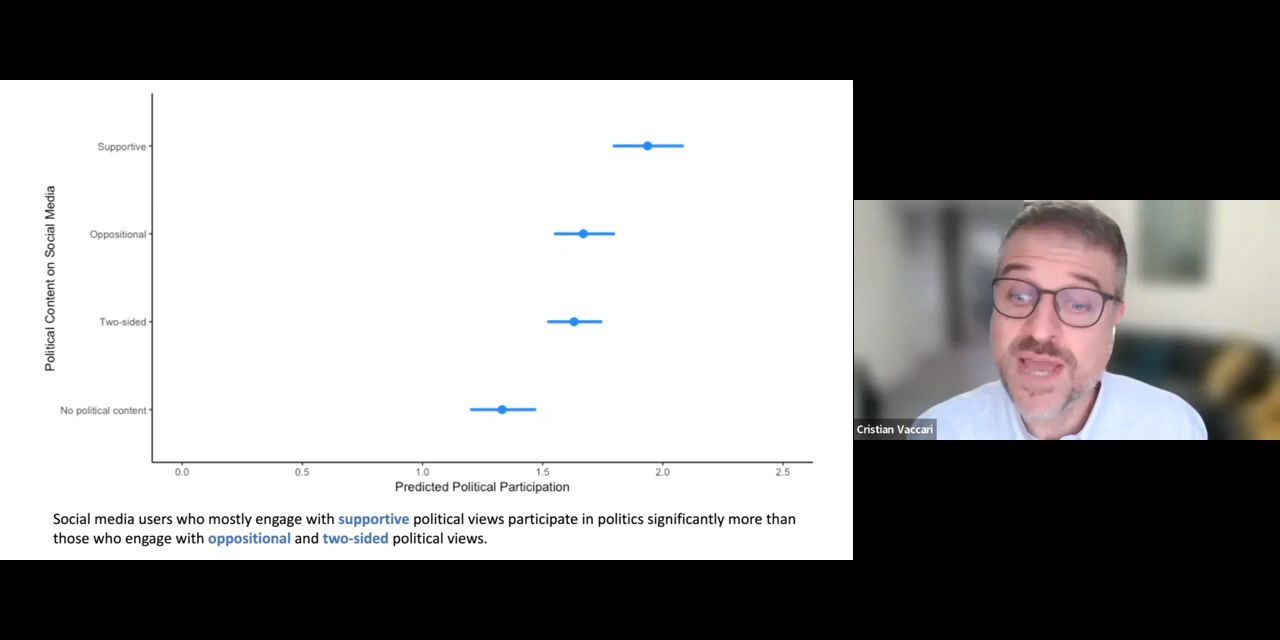 Political Content on Social Media
Supportive
Oppositional
Two-sided
No political content
0.0 0.5 1.0 1.5 2.0 2.5
Predicted Political Participation
Social media users who mostly engage with supportive political views participate in politics significantly more than
those who engage with oppositional and two-sided political views.
Cristian Vaccari